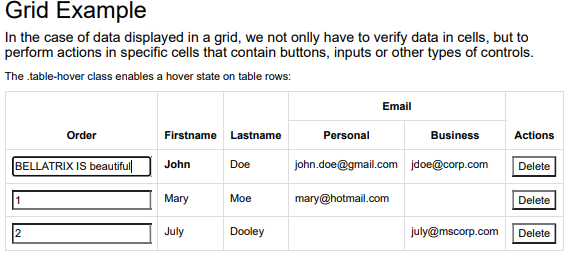 Grid Example
In the case of data displayed in a grid, we not onlly have to verify data in cells, but to
perform actions in specific cells that contain buttons, inputs or other types of controls.
The .table-hover class enables a hover state on table rows:
Email
Order Firstname Lastname Personal Business Actions
BELLATRIX IS beautiful John Doe john.doe@gmail.com jdoe@corp.com Delete
1 Mary Moe mary@hotmail.com Delete
2 July Dooley july@mscorp.com Delete